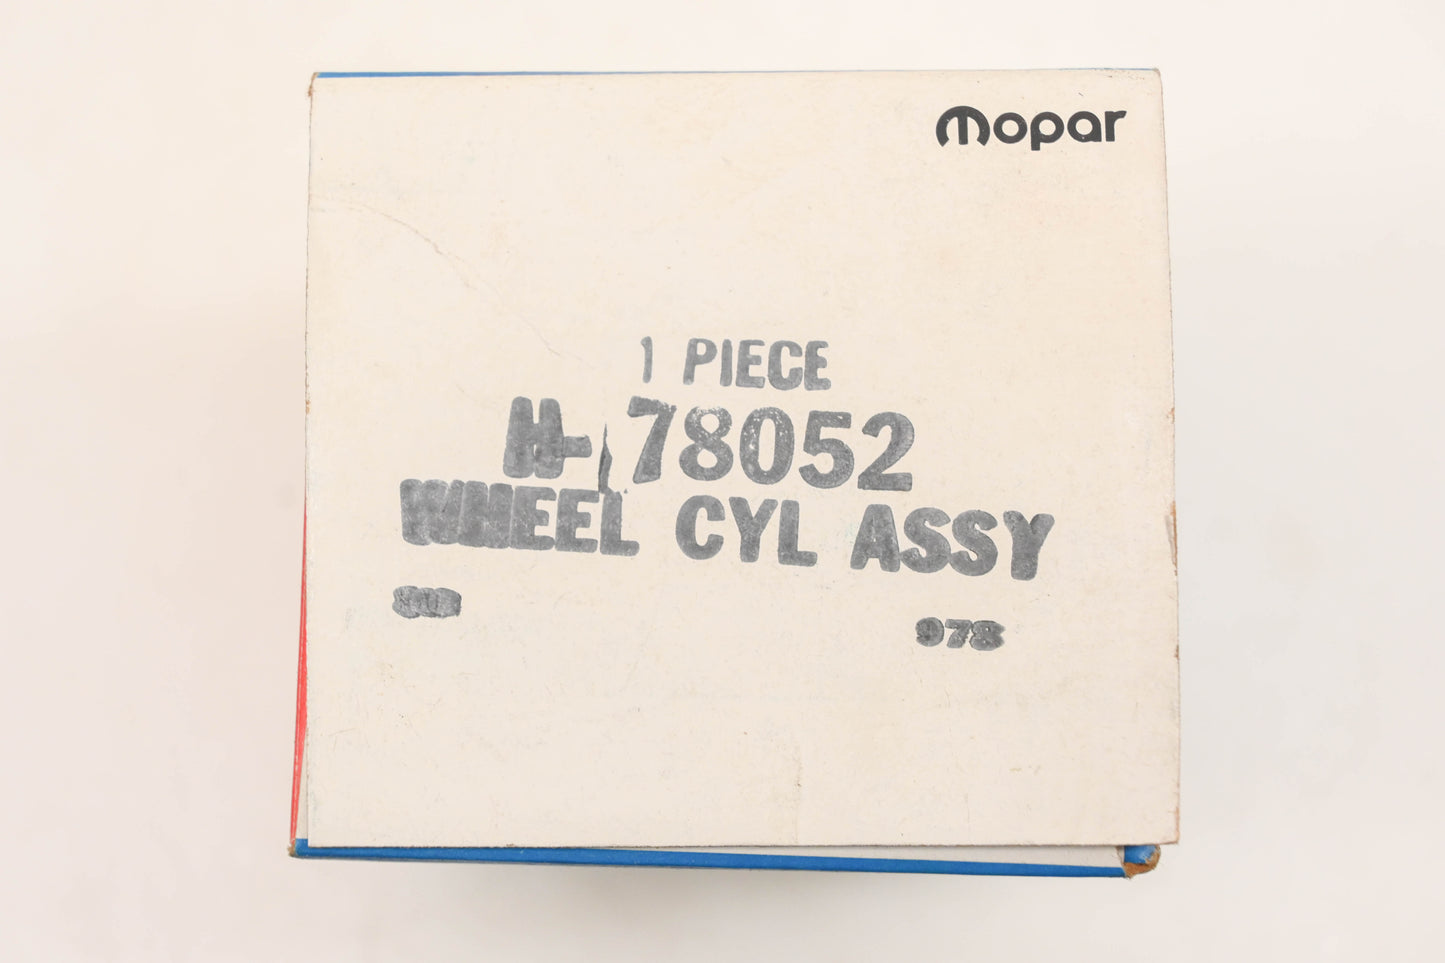 mopar
1 PIECE
H-78052
WHEEL CYL ASSY
978